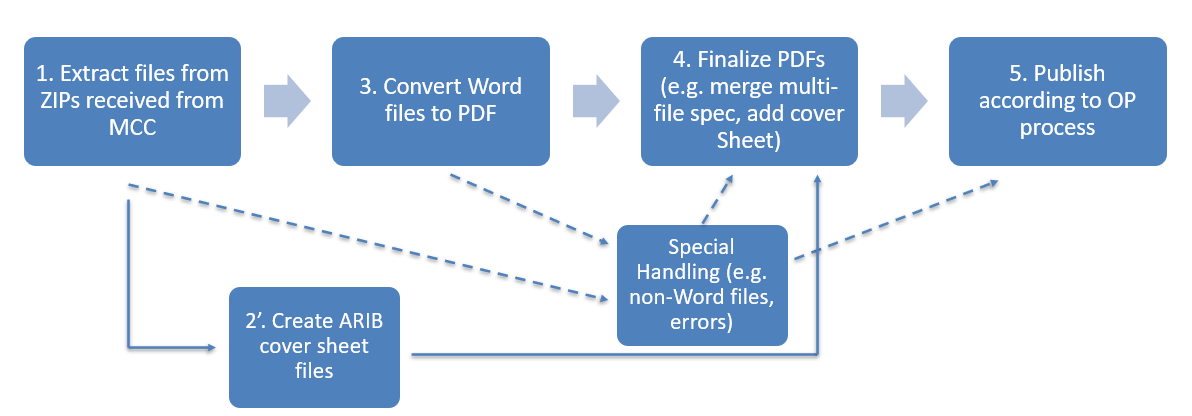 1. Extract files from
ZIPs received from
MCC
3. Convert Word
files to PDF
4. Finalize PDFs
(e.g. merge multi-
file spec, add cover
Sheet)
5. Publish
according to OP
process
Special
Handling (e.g.
non-Word files,
errors)
2’. Create ARIB
cover sheet
files